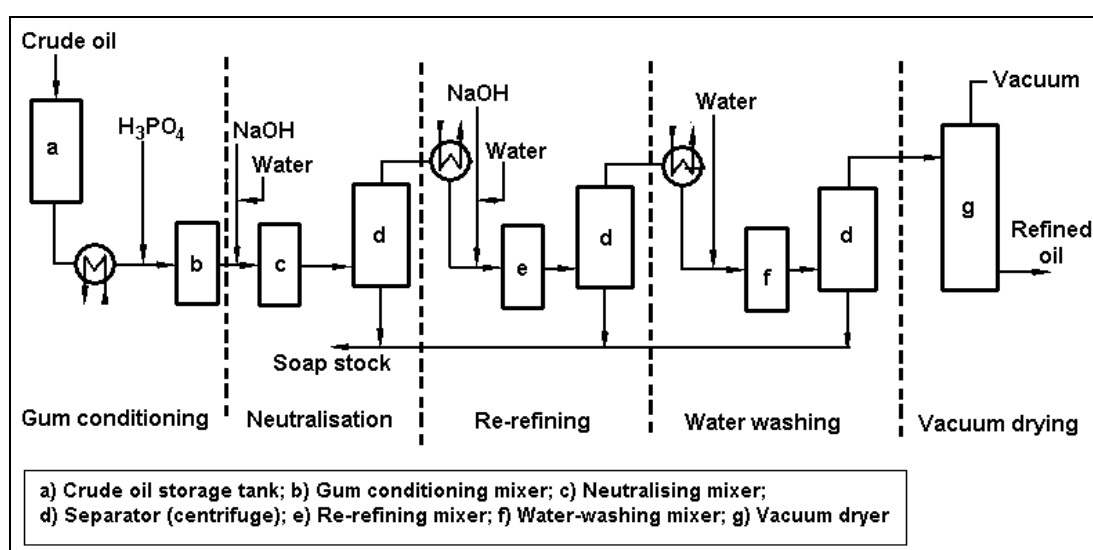 Crude oil
a
H₃PO₄
b
NaOH
Water
c
d
NaOH
Water
e
d
Water
f
d
Vacuum
g
Refined
oil
Soap stock
Gum conditioning
Neutralisation
Re-refining
Water washing
Vacuum drying
a) Crude oil storage tank; b) Gum conditioning mixer; c) Neutralising mixer;
d) Separator (centrifuge); e) Re-refining mixer; f) Water-washing mixer; g) Vacuum dryer